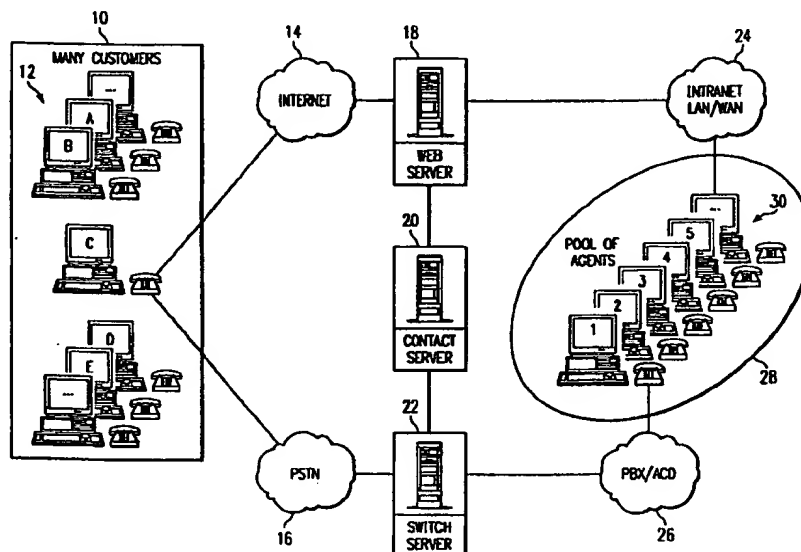 10
MANY CUSTOMERS
12
A
B
C
D
E
14
INTERNET
PSTN
16
18
WEB
SERVER
20
CONTACT
SERVER
22
SWITCH
SERVER
24
INTRANET
LAN/WAN
POOL OF
AGENTS
30
5
4
3
2
1
28
PBX/ACD
26